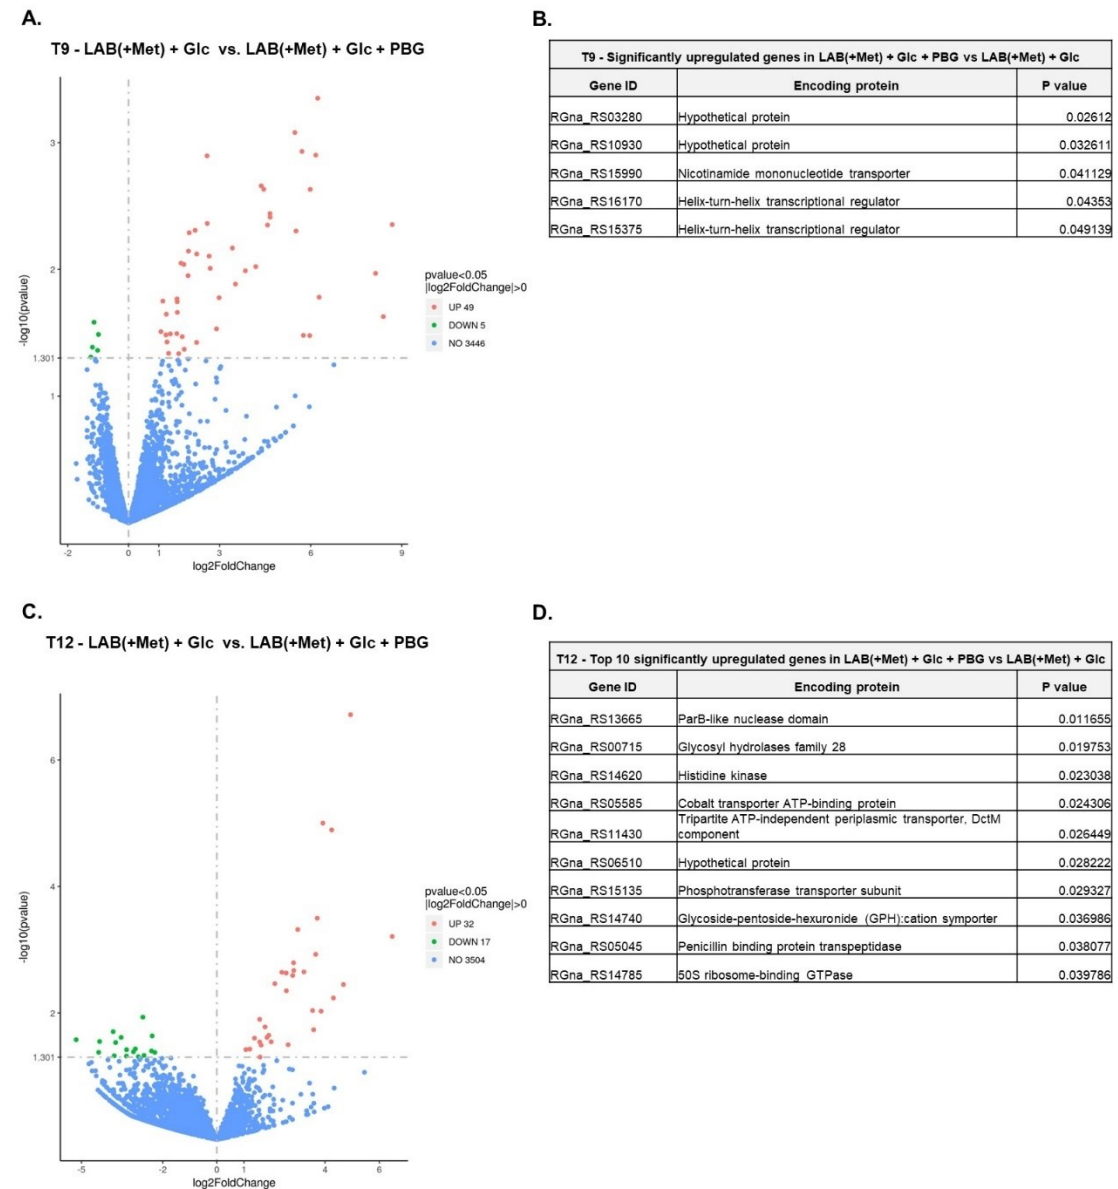 A.
T9 - LAB(+Met) + Glc vs. LAB(+Met) + Glc + PBG
3
2
1.301
1
-log10(pvalue)
-2 0 1 3 6 9
log2FoldChange
pvalue<0.05
|log2FoldChange|>0
UP 49
DOWN 5
NO 3446
B.
T9 - Significantly upregulated genes in LAB(+Met) + Glc + PBG vs LAB(+Met) + Glc
Gene ID Encoding protein P value
RGna_RS03280 Hypothetical protein 0.02612
RGna_RS10930 Hypothetical protein 0.032611
RGna_RS15990 Nicotinamide mononucleotide transporter 0.041129
RGna_RS16170 Helix-turn-helix transcriptional regulator 0.04353
RGna_RS15375 Helix-turn-helix transcriptional regulator 0.049139
C.
T12 - LAB(+Met) + Glc vs. LAB(+Met) + Glc + PBG
6
4
2
1.301
-log10(pvalue)
-5 -2 0 1 4 6
log2FoldChange
pvalue<0.05
|log2FoldChange|>0
UP 32
DOWN 17
NO 3504
D.
T12 - Top 10 significantly upregulated genes in LAB(+Met) + Glc + PBG vs LAB(+Met) + Glc
Gene ID Encoding protein P value
RGna_RS13665 ParB-like nuclease domain 0.011655
RGna_RS00715 Glycosyl hydrolases family 28 0.019753
RGna_RS14620 Histidine kinase 0.023038
RGna_RS05585 Cobalt transporter ATP-binding protein 0.024306
Tripartite ATP-independent periplasmic transporter, DctM
RGna_RS11430 component 0.026449
RGna_RS06510 Hypothetical protein 0.028222
RGna_RS15135 Phosphotransferase transporter subunit 0.029327
RGna_RS14740 Glycoside-pentoside-hexuronide (GPH):cation symporter 0.036986
RGna_RS05045 Penicillin binding protein transpeptidase 0.038077
RGna_RS14785 50S ribosome-binding GTPase 0.039786